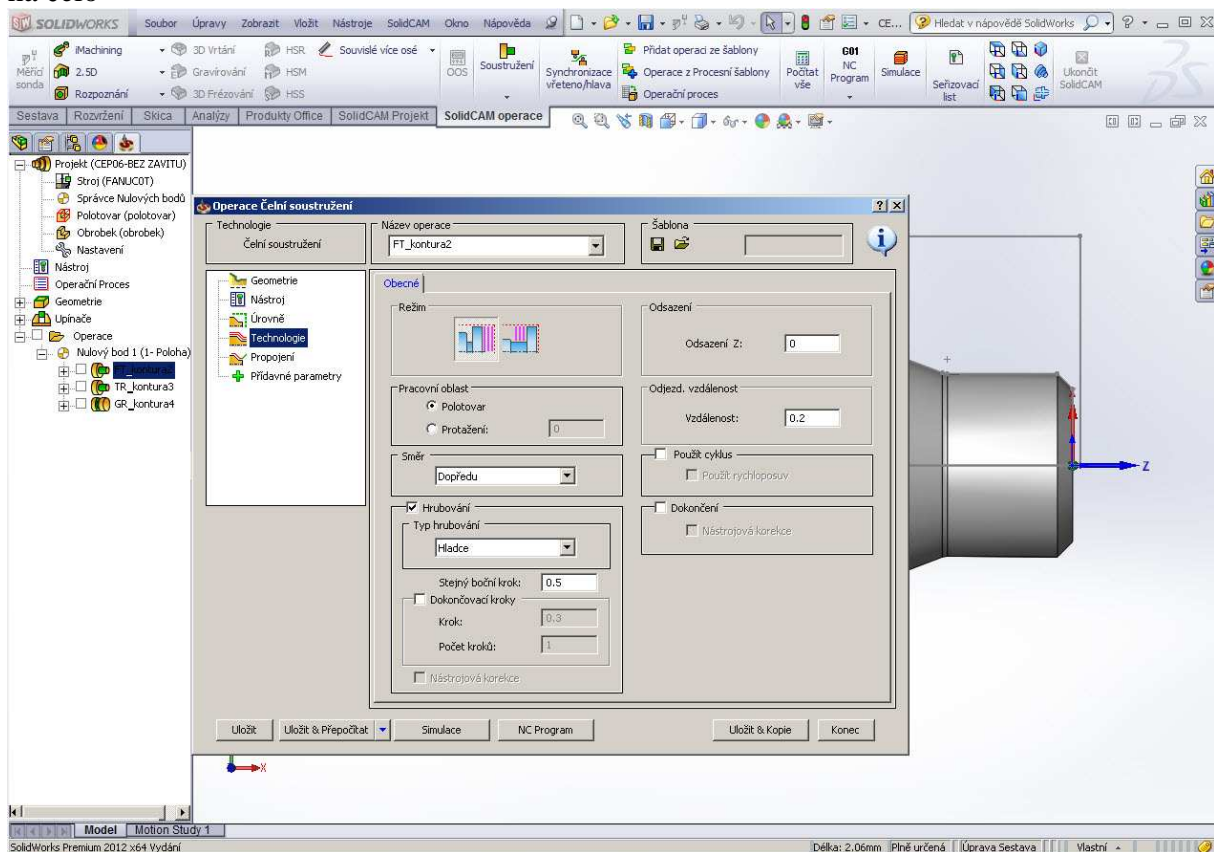 na čelo
SOLIDWORKS Soubor Úpravy Zobrazit Vložit Nástroje SolidCAM Okno Nápověda CE... Hledat v nápovědě SolidWorks
iMachining 3D Vrtání HSR Souvislé více osé Přidat operaci ze šablony
Měřící sonda 2.5D Gravírování HSM OOS Soustružení Synchronizace vřeteno/hlava Operace z Procesní šablony Počítat vše G01 NC Program Simulace Seřizovací list Ukončit SolidCAM
Rozpoznání 3D Frézování HSS Operační proces
Sestava Rozvržení Skica Analýzy Produkty Office SolidCAM Projekt SolidCAM operace
Projekt (CEP06-BEZ ZAVITU)
Stroj (FANUC0T)
Správce Nulových bodů
Polotovar (polotovar)
Obrobek (obrobek)
Nastavení
Nástroj
Operační Proces
Geometrie
Upínače
Operace
Nulový bod 1 (1- Poloha)
FT_kontura2
TR_kontura3
GR_kontura4
Operace Čelní soustružení
Technologie Název operace Šablona
Čelní soustružení FT_kontura2
Geometrie
Nástroj
Úrovně
Technologie
Propojení
Přídavné parametry
Obecné
Režim Odsazení
Odsazení Z: 0
Pracovní oblast Odjezd. vzdálenost
Polotovar
Protažení: 0 Vzdálenost: 0.2
Směr Použít cyklus
Dopředu Použít rychloposuv
Hrubování Dokončení
Typ hrubování Nástrojová korekce
Hladce
Stejný boční krok: 0.5
Dokončovací kroky
Krok: 0.3
Počet kroků: 1
Nástrojová korekce
Uložit Uložit & Přepočítat Simulace NC Program Uložit & Kopie Konec
X
Z
X
Model Motion Study 1
SolidWorks Premium 2012 x64 Vydání Délka: 2.06mm Plně určená Úprava Sestava Vlastní